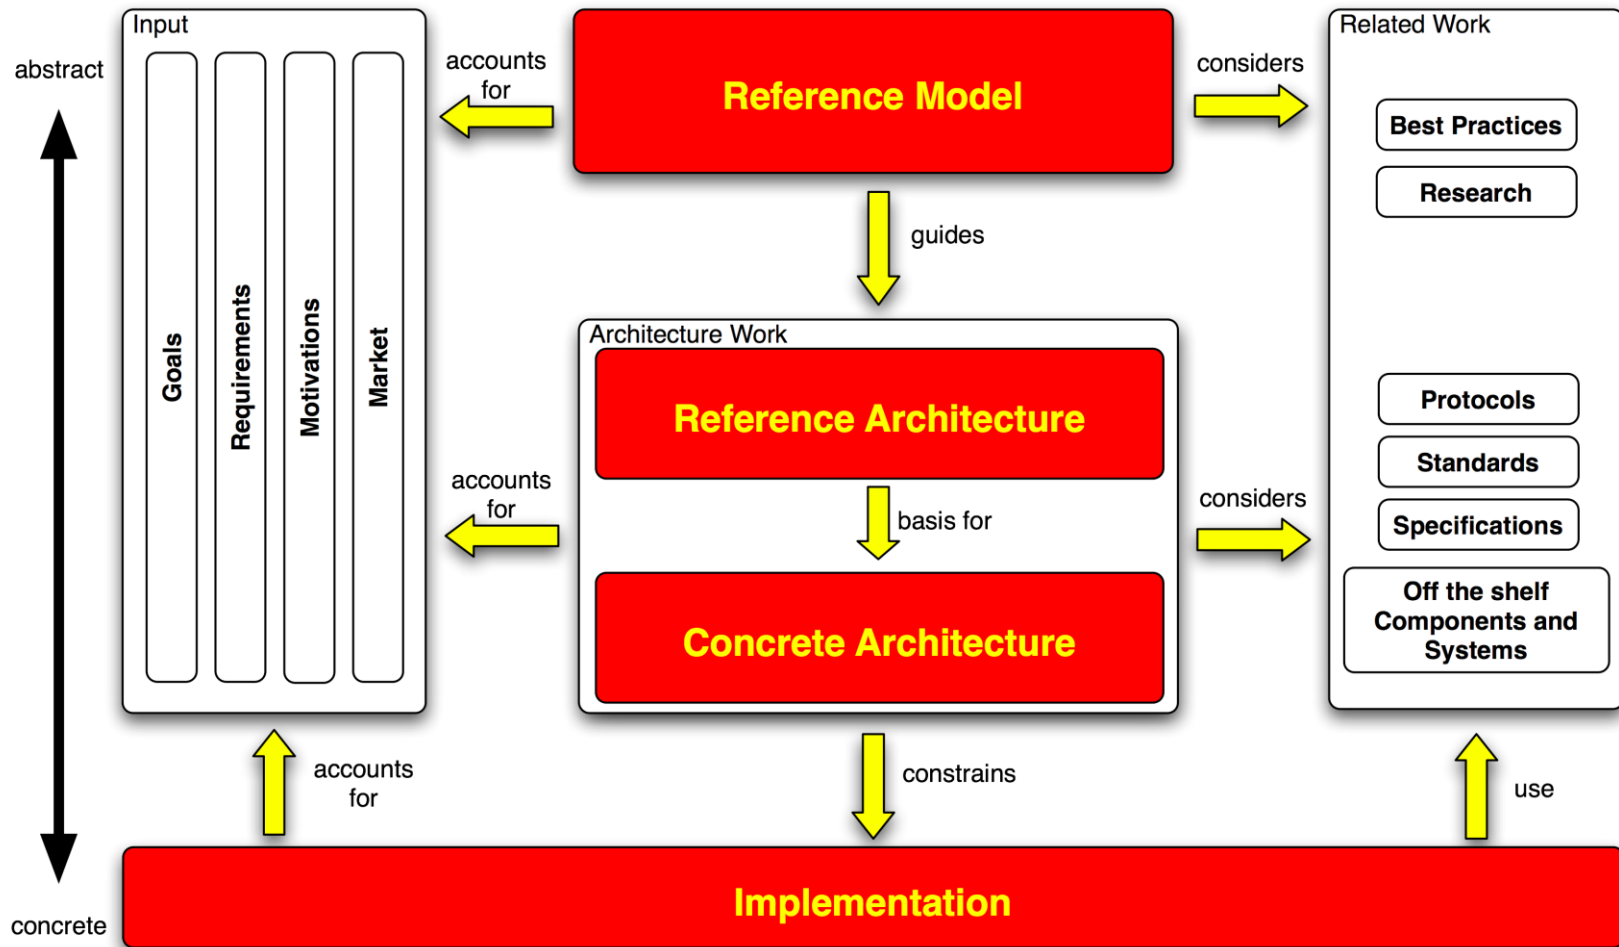 abstract
concrete
Input
Goals
Requirements
Motivations
Market
accounts
for
Reference Model
considers
guides
Architecture Work
Reference Architecture
basis for
Concrete Architecture
accounts
for
considers
Related Work
Best Practices
Research
Protocols
Standards
Specifications
Off the shelf
Components and
Systems
accounts
for
constrains
use
Implementation